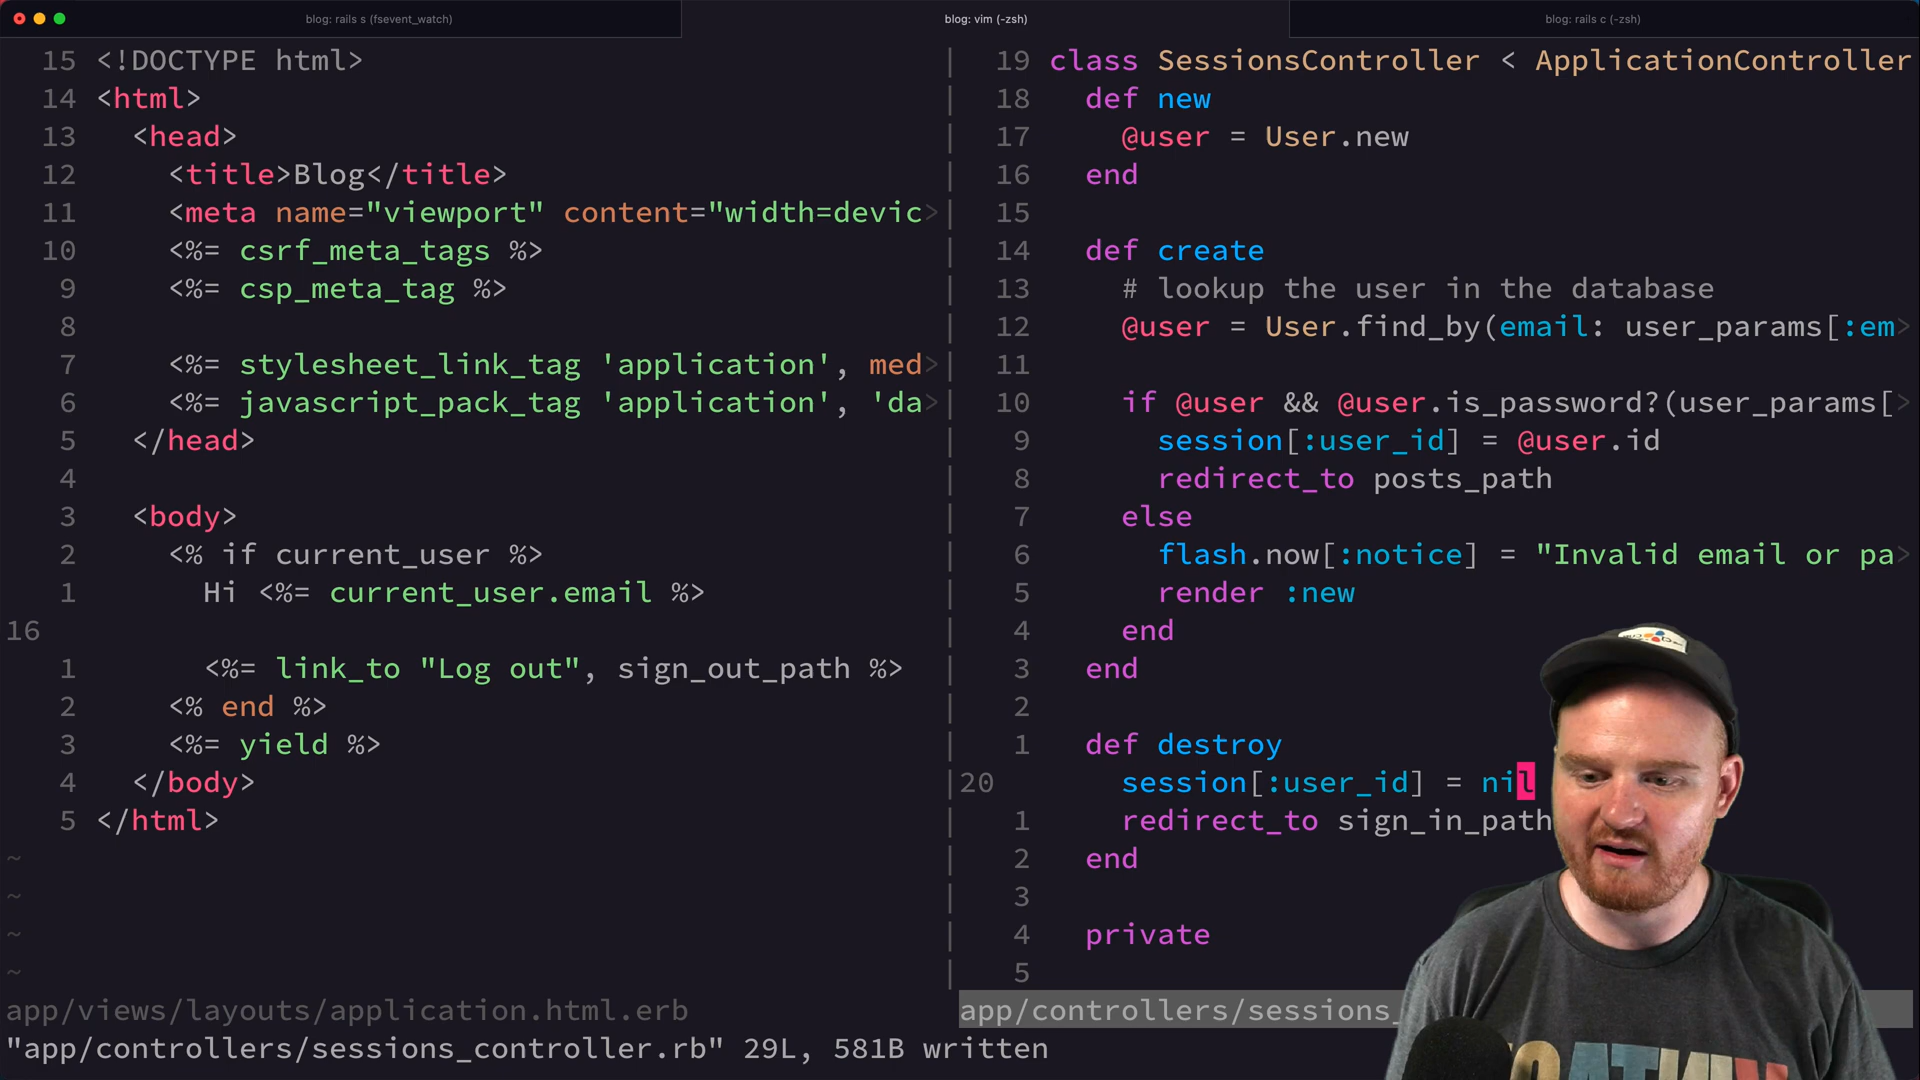 blog: rails s (fsevent_watch)
blog: vim (-zsh)
blog: rails c (-zsh)
15 <!DOCTYPE html>
14 <html>
13 <head>
12 <title>Blog</title>
11 <meta name="viewport" content="width=devic>
10 <%= csrf_meta_tags %>
9 <%= csp_meta_tag %>
8
7 <%= stylesheet_link_tag 'application', med>
6 <%= javascript_pack_tag 'application', 'da>
5 </head>
4
3 <body>
2 <% if current_user %>
1 Hi <%= current_user.email %>
16
1 <%= link_to "Log out", sign_out_path %>
2 <% end %>
3 <%= yield %>
4 </body>
5 </html>
~
~
~
~
app/views/layouts/application.html.erb
19 class SessionsController < ApplicationController
18 def new
17 @user = User.new
16 end
15
14 def create
13 # lookup the user in the database
12 @user = User.find_by(email: user_params[:em>
11
10 if @user && @user.is_password?(user_params[>
9 session[:user_id] = @user.id
8 redirect_to posts_path
7 else
6 flash.now[:notice] = "Invalid email or pa>
5 render :new
4 end
3 end
2
1 def destroy
20 session[:user_id] = nil
1 redirect_to sign_in_path
2 end
3
4 private
5
app/controllers/sessions_
"app/controllers/sessions_controller.rb" 29L, 581B written